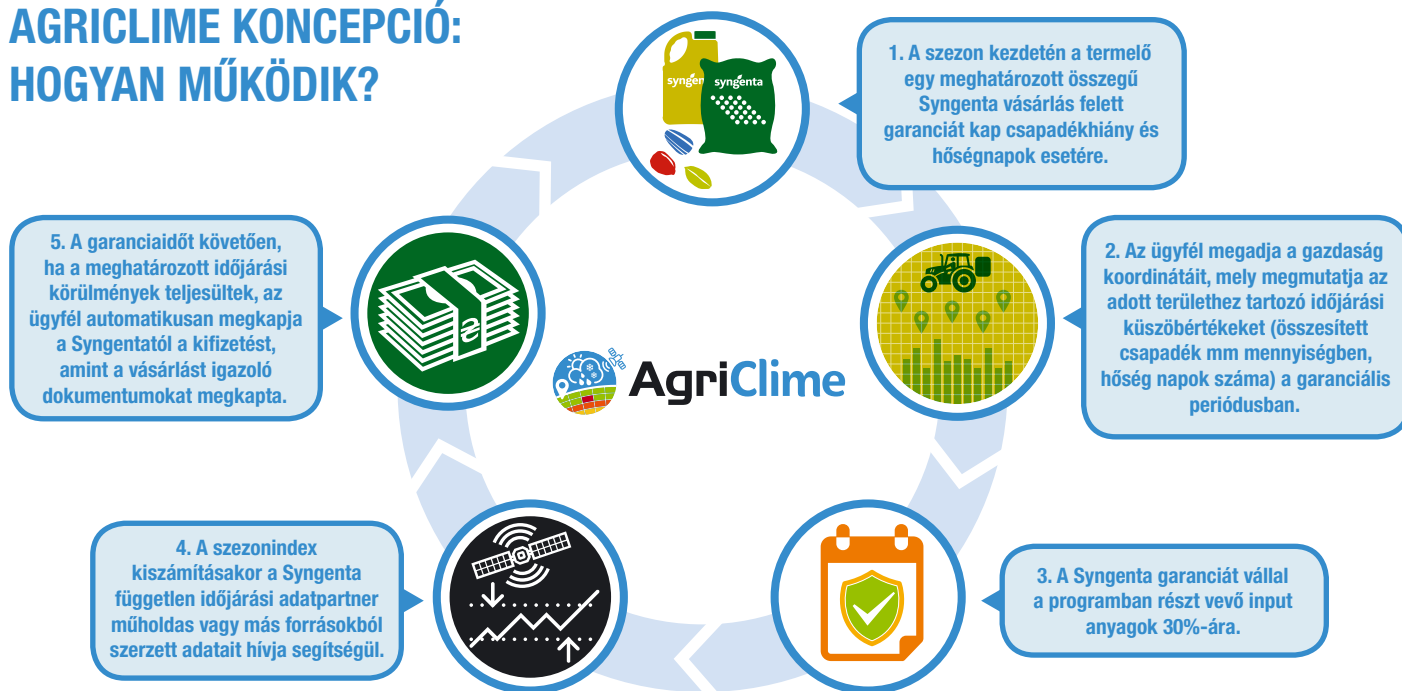 AGRICLIME KONCEPCIÓ:
HOGYAN MŰKÖDIK?
syngen
syngenta
1. A szezon kezdetén a termelő
egy meghatározott összegű
Syngenta vásárlás felett
garanciát kap csapadékhiány és
hőségnapok esetére.
2. Az ügyfél megadja a gazdaság
koordinátáit, mely megmutatja az
adott területhez tartozó időjárási
küszöbértékeket (összesített
csapadék mm mennyiségben,
hőség napok száma) a garanciális
periódusban.
3. A Syngenta garanciát vállal
a programban részt vevő input
anyagok 30%-ára.
4. A szezonindex
kiszámításakor a Syngenta
független időjárási adatpartner
műholdas vagy más forrásokból
szerzett adatait hívja segítségül.
5. A garanciaidőt követően,
ha a meghatározott időjárási
körülmények teljesültek, az
ügyfél automatikusan megkapja
a Syngentatól a kifizetést,
amint a vásárlást igazoló
dokumentumokat megkapta.
₴
AgriClime